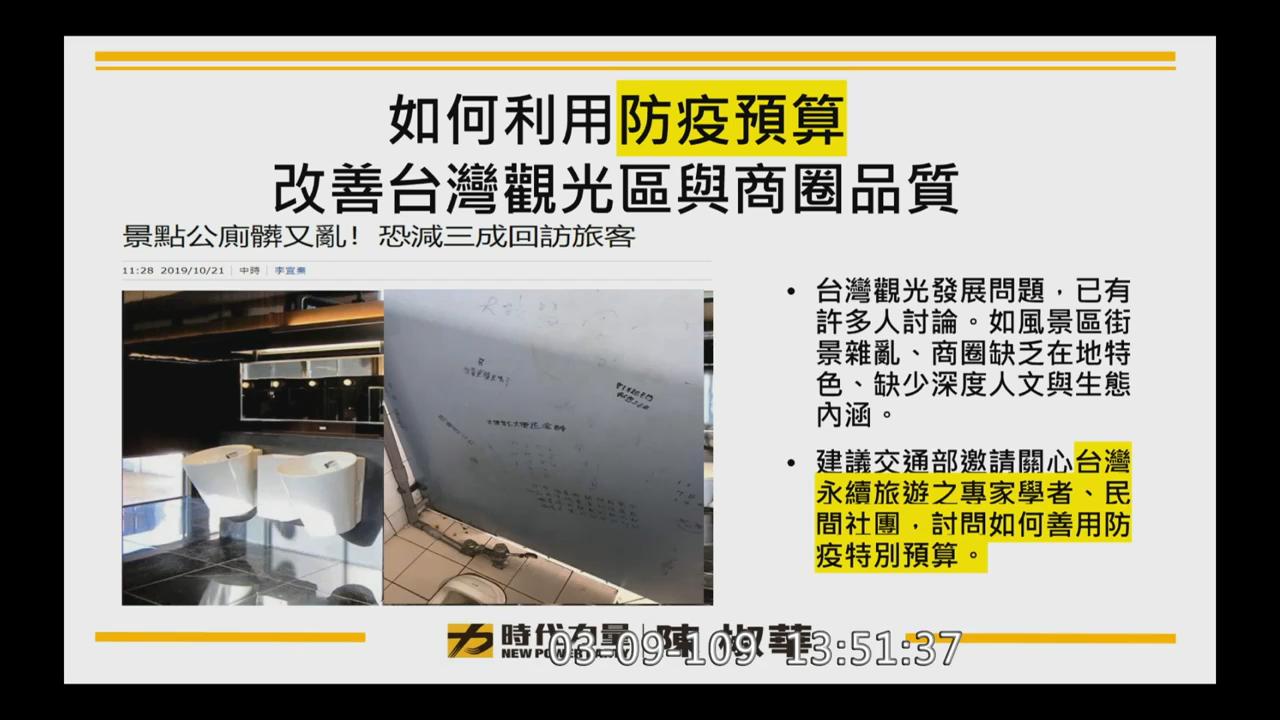 如何利用防疫預算
改善台灣觀光區與商圈品質
景點公廁髒又亂! 恐減三成回訪旅客
11:28 2019/10/21 | 中時 | 李宜秦
• 台灣觀光發展問題，已有
許多人討論。如風景區街
景雜亂、商圈缺乏在地特
色、缺少深度人文與生態
內涵。
• 建議交通部邀請關心台灣
永續旅遊之專家學者、民
間社團，討問如何善用防
疫特別預算。
時代力量 陳椒華
NEW POWER
03-09-109 13:51:37